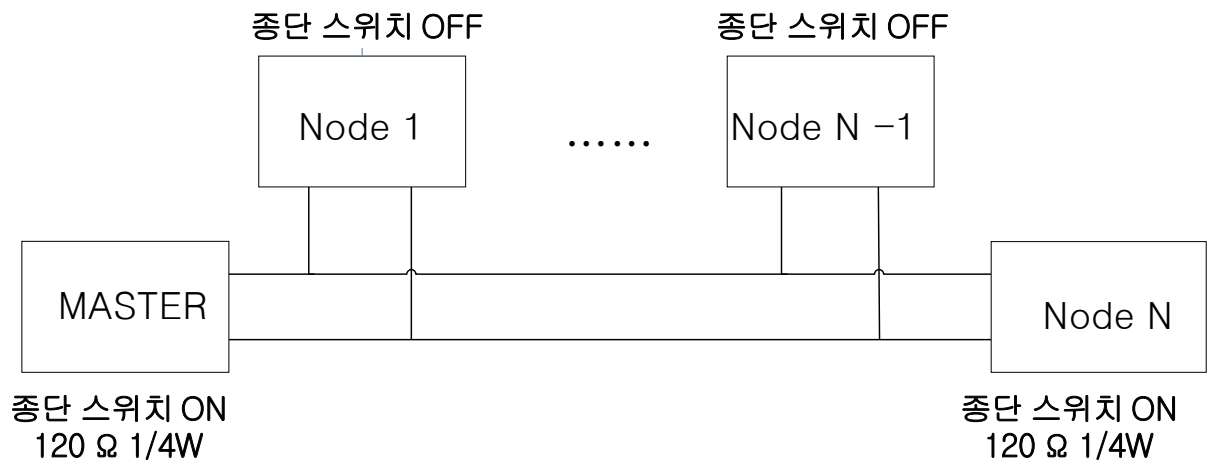 종단 스위치 OFF
종단 스위치 OFF
Node 1
······
Node N -1
MASTER
Node N
종단 스위치 ON
120 Ω 1/4W
종단 스위치 ON
120 Ω 1/4W